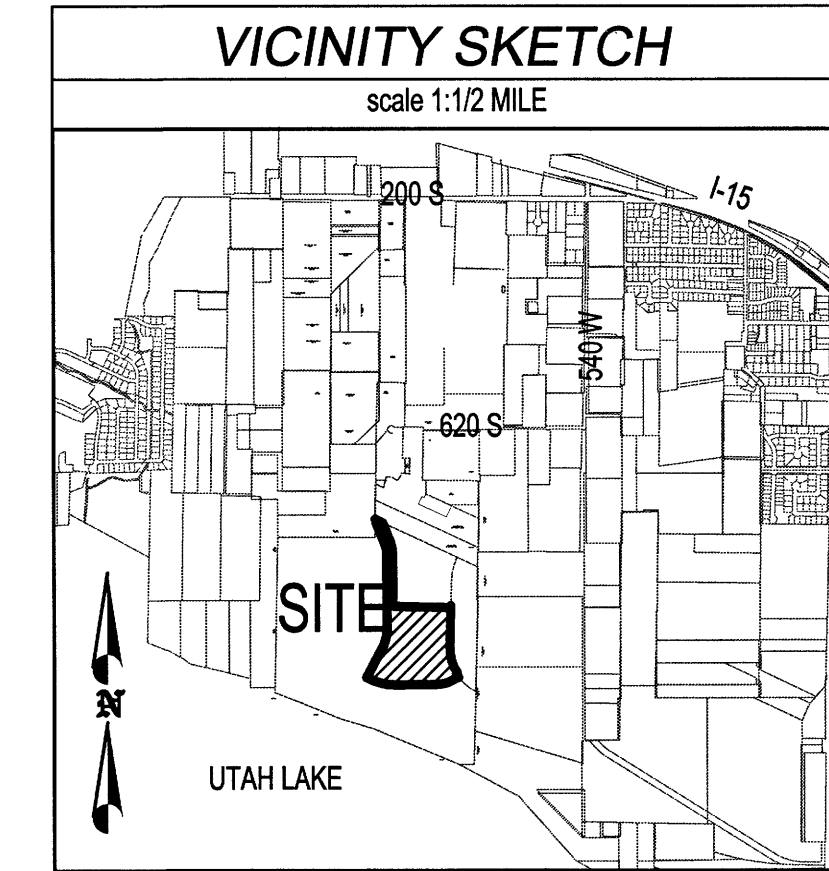 VICINITY SKETCH
scale 1:1/2 MILE
200 S
I-15
540 W
620 S
SITE
N
UTAH LAKE